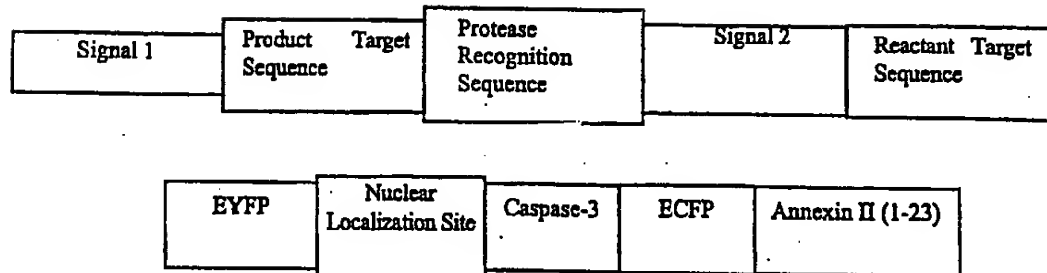 Signal 1
Product Target
Sequence
Protease
Recognition
Sequence
Signal 2
Reactant Target
Sequence
EYFP
Nuclear
Localization Site
Caspase-3
ECFP
Annexin II (1-23)